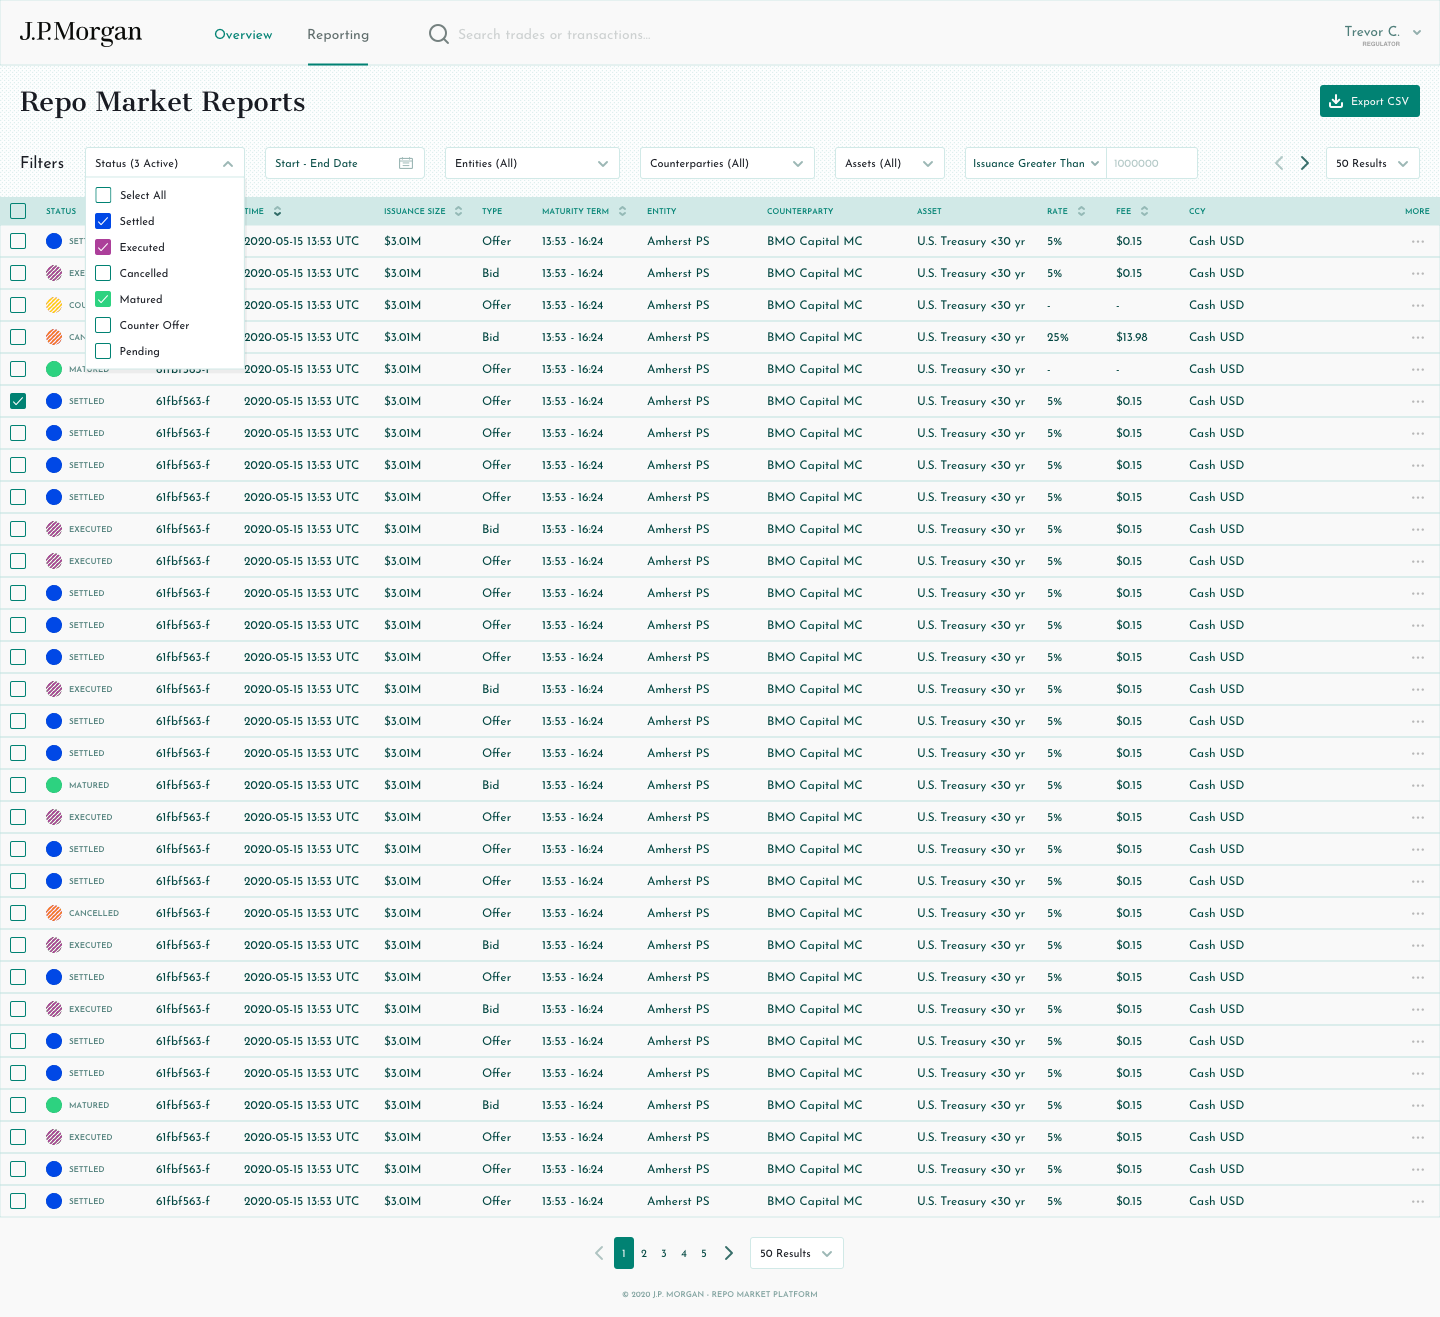 J.P.Morgan Overview Reporting Search trades or transactions... Trevor C.
REGULATOR
Repo Market Reports Export CSV
Filters Status (3 Active) Start - End Date Entities (All) Counterparties (All) Assets (All) Issuance Greater Than 1000000 50 Results
Select All
Settled
Executed
Cancelled
Matured
Counter Offer
Pending
STATUS TIME ISSUANCE SIZE TYPE MATURITY TERM ENTITY COUNTERPARTY ASSET RATE FEE CCY MORE
2020-05-15 13:53 UTC $3.01M Offer 13:53 - 16:24 Amherst PS BMO Capital MC U.S. Treasury <30 yr 5% $0.15 Cash USD
2020-05-15 13:53 UTC $3.01M Bid 13:53 - 16:24 Amherst PS BMO Capital MC U.S. Treasury <30 yr 5% $0.15 Cash USD
2020-05-15 13:53 UTC $3.01M Offer 13:53 - 16:24 Amherst PS BMO Capital MC U.S. Treasury <30 yr - - Cash USD
2020-05-15 13:53 UTC $3.01M Bid 13:53 - 16:24 Amherst PS BMO Capital MC U.S. Treasury <30 yr 25% $13.98 Cash USD
MATURED 61fbf563-f 2020-05-15 13:53 UTC $3.01M Offer 13:53 - 16:24 Amherst PS BMO Capital MC U.S. Treasury <30 yr - - Cash USD
SETTLED 61fbf563-f 2020-05-15 13:53 UTC $3.01M Offer 13:53 - 16:24 Amherst PS BMO Capital MC U.S. Treasury <30 yr 5% $0.15 Cash USD
SETTLED 61fbf563-f 2020-05-15 13:53 UTC $3.01M Offer 13:53 - 16:24 Amherst PS BMO Capital MC U.S. Treasury <30 yr 5% $0.15 Cash USD
SETTLED 61fbf563-f 2020-05-15 13:53 UTC $3.01M Offer 13:53 - 16:24 Amherst PS BMO Capital MC U.S. Treasury <30 yr 5% $0.15 Cash USD
SETTLED 61fbf563-f 2020-05-15 13:53 UTC $3.01M Offer 13:53 - 16:24 Amherst PS BMO Capital MC U.S. Treasury <30 yr 5% $0.15 Cash USD
EXECUTED 61fbf563-f 2020-05-15 13:53 UTC $3.01M Bid 13:53 - 16:24 Amherst PS BMO Capital MC U.S. Treasury <30 yr 5% $0.15 Cash USD
EXECUTED 61fbf563-f 2020-05-15 13:53 UTC $3.01M Offer 13:53 - 16:24 Amherst PS BMO Capital MC U.S. Treasury <30 yr 5% $0.15 Cash USD
SETTLED 61fbf563-f 2020-05-15 13:53 UTC $3.01M Offer 13:53 - 16:24 Amherst PS BMO Capital MC U.S. Treasury <30 yr 5% $0.15 Cash USD
SETTLED 61fbf563-f 2020-05-15 13:53 UTC $3.01M Offer 13:53 - 16:24 Amherst PS BMO Capital MC U.S. Treasury <30 yr 5% $0.15 Cash USD
SETTLED 61fbf563-f 2020-05-15 13:53 UTC $3.01M Offer 13:53 - 16:24 Amherst PS BMO Capital MC U.S. Treasury <30 yr 5% $0.15 Cash USD
EXECUTED 61fbf563-f 2020-05-15 13:53 UTC $3.01M Bid 13:53 - 16:24 Amherst PS BMO Capital MC U.S. Treasury <30 yr 5% $0.15 Cash USD
SETTLED 61fbf563-f 2020-05-15 13:53 UTC $3.01M Offer 13:53 - 16:24 Amherst PS BMO Capital MC U.S. Treasury <30 yr 5% $0.15 Cash USD
SETTLED 61fbf563-f 2020-05-15 13:53 UTC $3.01M Offer 13:53 - 16:24 Amherst PS BMO Capital MC U.S. Treasury <30 yr 5% $0.15 Cash USD
MATURED 61fbf563-f 2020-05-15 13:53 UTC $3.01M Bid 13:53 - 16:24 Amherst PS BMO Capital MC U.S. Treasury <30 yr 5% $0.15 Cash USD
EXECUTED 61fbf563-f 2020-05-15 13:53 UTC $3.01M Offer 13:53 - 16:24 Amherst PS BMO Capital MC U.S. Treasury <30 yr 5% $0.15 Cash USD
SETTLED 61fbf563-f 2020-05-15 13:53 UTC $3.01M Offer 13:53 - 16:24 Amherst PS BMO Capital MC U.S. Treasury <30 yr 5% $0.15 Cash USD
SETTLED 61fbf563-f 2020-05-15 13:53 UTC $3.01M Offer 13:53 - 16:24 Amherst PS BMO Capital MC U.S. Treasury <30 yr 5% $0.15 Cash USD
CANCELLED 61fbf563-f 2020-05-15 13:53 UTC $3.01M Offer 13:53 - 16:24 Amherst PS BMO Capital MC U.S. Treasury <30 yr 5% $0.15 Cash USD
EXECUTED 61fbf563-f 2020-05-15 13:53 UTC $3.01M Bid 13:53 - 16:24 Amherst PS BMO Capital MC U.S. Treasury <30 yr 5% $0.15 Cash USD
SETTLED 61fbf563-f 2020-05-15 13:53 UTC $3.01M Offer 13:53 - 16:24 Amherst PS BMO Capital MC U.S. Treasury <30 yr 5% $0.15 Cash USD
EXECUTED 61fbf563-f 2020-05-15 13:53 UTC $3.01M Bid 13:53 - 16:24 Amherst PS BMO Capital MC U.S. Treasury <30 yr 5% $0.15 Cash USD
SETTLED 61fbf563-f 2020-05-15 13:53 UTC $3.01M Offer 13:53 - 16:24 Amherst PS BMO Capital MC U.S. Treasury <30 yr 5% $0.15 Cash USD
SETTLED 61fbf563-f 2020-05-15 13:53 UTC $3.01M Offer 13:53 - 16:24 Amherst PS BMO Capital MC U.S. Treasury <30 yr 5% $0.15 Cash USD
MATURED 61fbf563-f 2020-05-15 13:53 UTC $3.01M Bid 13:53 - 16:24 Amherst PS BMO Capital MC U.S. Treasury <30 yr 5% $0.15 Cash USD
EXECUTED 61fbf563-f 2020-05-15 13:53 UTC $3.01M Offer 13:53 - 16:24 Amherst PS BMO Capital MC U.S. Treasury <30 yr 5% $0.15 Cash USD
SETTLED 61fbf563-f 2020-05-15 13:53 UTC $3.01M Offer 13:53 - 16:24 Amherst PS BMO Capital MC U.S. Treasury <30 yr 5% $0.15 Cash USD
SETTLED 61fbf563-f 2020-05-15 13:53 UTC $3.01M Offer 13:53 - 16:24 Amherst PS BMO Capital MC U.S. Treasury <30 yr 5% $0.15 Cash USD
1 2 3 4 5 50 Results
© 2020 J.P. MORGAN - REPO MARKET PLATFORM